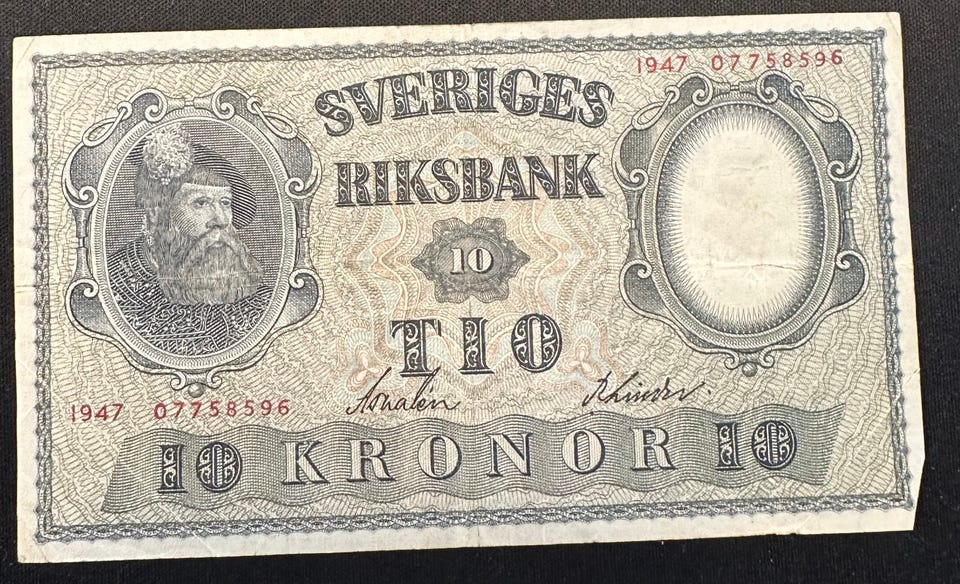 1947 07758596
SVERIGES
RIKSBANK
10
TIO
1947 07758596
10 KRONOR 10